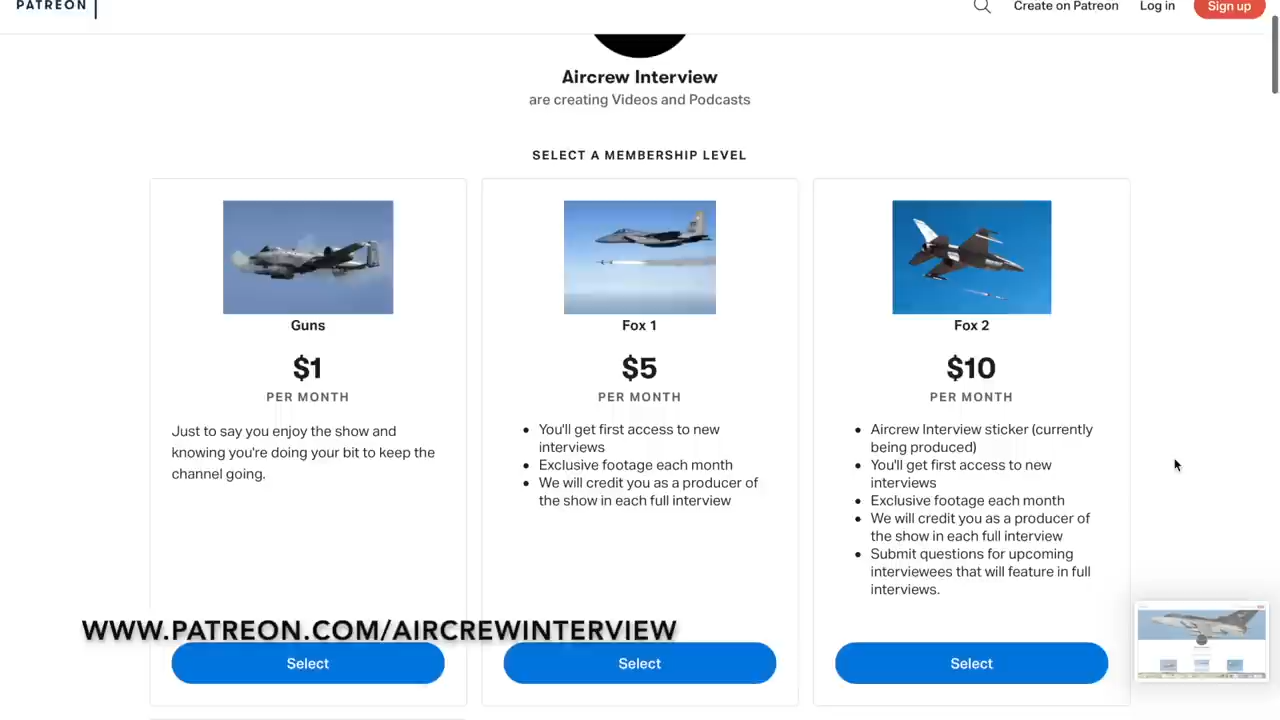 PATREON
Create on Patreon
Log in
Sign up
Aircrew Interview
are creating Videos and Podcasts
SELECT A MEMBERSHIP LEVEL
Guns
$1
PER MONTH
Just to say you enjoy the show and
knowing you're doing your bit to keep the
channel going.
Select
Fox 1
$5
PER MONTH
You'll get first access to new
interviews
Exclusive footage each month
We will credit you as a producer of
the show in each full interview
Select
Fox 2
$10
PER MONTH
Aircrew Interview sticker (currently
being produced)
You'll get first access to new
interviews
Exclusive footage each month
We will credit you as a producer of
the show in each full interview
Submit questions for upcoming
interviewees that will feature in full
interviews.
Select
WWW.PATREON.COM/AIRCREWINTERVIEW